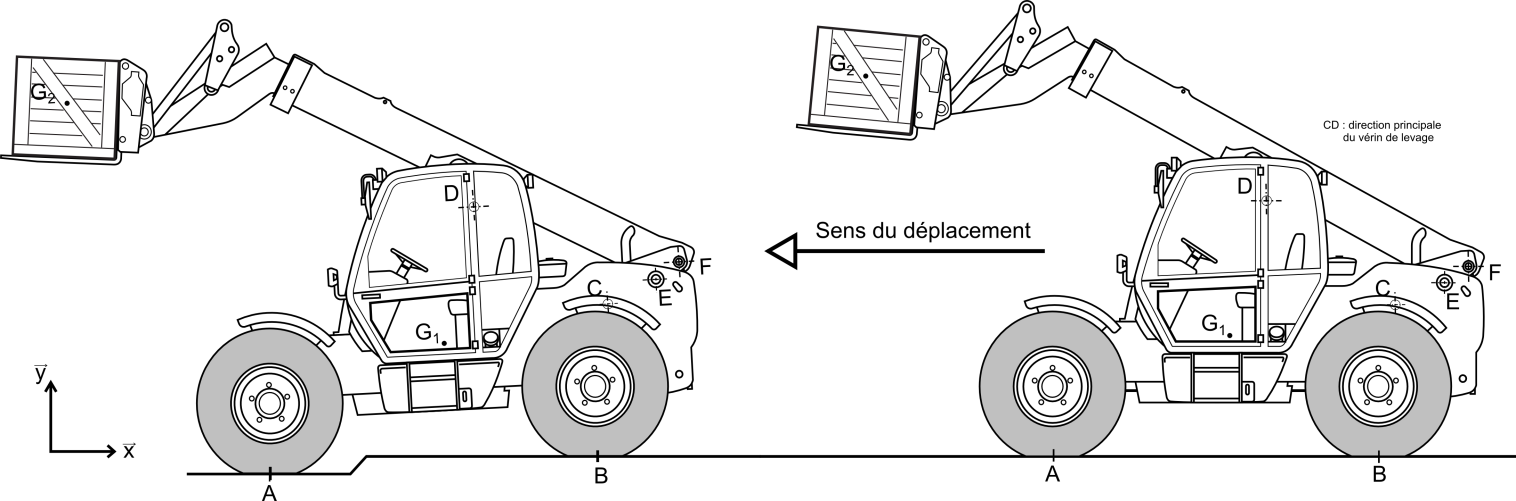 G₂
G₂
CD : direction principale
du vérin de levage
D
D
Sens du déplacement
F
F
E
E
C
C
G₁
G₁
y
x
A
B
A
B